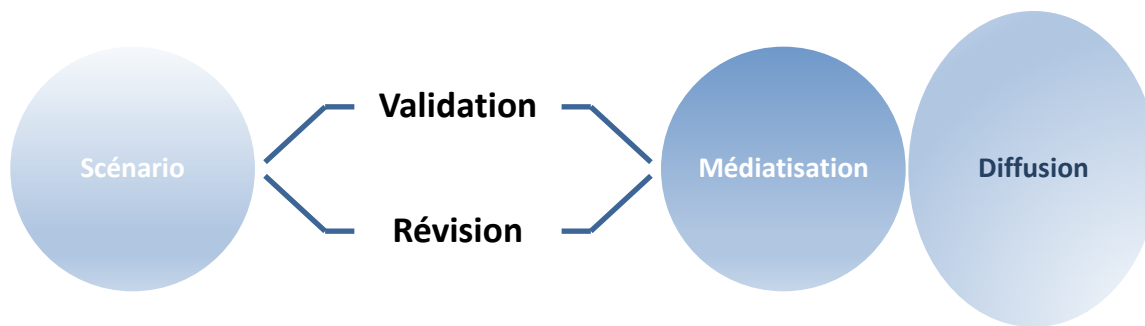 Scénario
Validation
Révision
Médiatisation
Diffusion